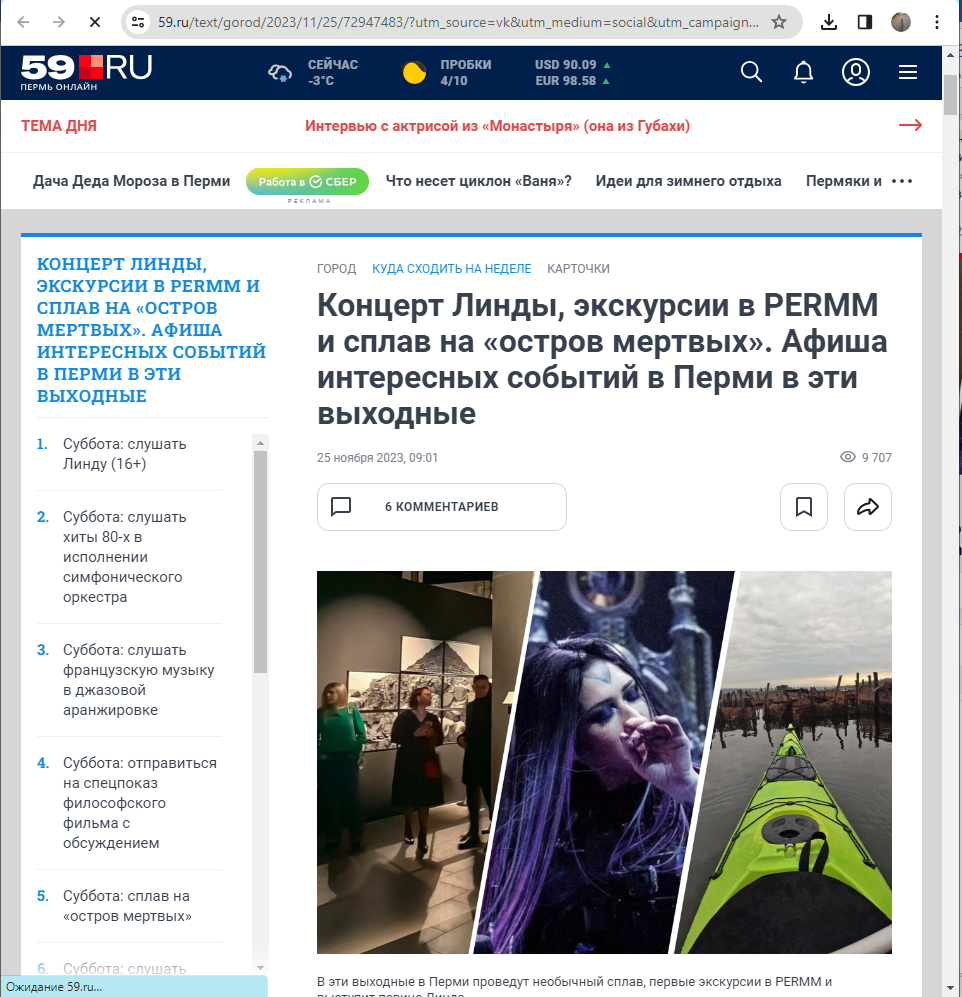 59.ru/text/gorod/2023/11/25/72947483/?utm_source=vk&utm_medium=social&utm_campaign...
59 RU
ПЕРМЬ ОНЛАЙН
СЕЙЧАС
-3°C
ПРОБКИ
4/10
USD 90.09
EUR 98.58
ТЕМА ДНЯ
Интервью с актрисой из «Монастыря» (она из Губахи)
Дача Деда Мороза в Перми
Работа в СБЕР
РЕКЛАМА
Что несет циклон «Ваня»?
Идеи для зимнего отдыха
Пермяки и
КОНЦЕРТ ЛИНДЫ,
ЭКСКУРСИИ В PERMM И
СПЛАВ НА «ОСТРОВ
МЕРТВЫХ». АФИША
ИНТЕРЕСНЫХ СОБЫТИЙ
В ПЕРМИ В ЭТИ
ВЫХОДНЫЕ
1. Суббота: слушать
Линду (16+)
2. Суббота: слушать
хиты 80-х в
исполнении
симфонического
оркестра
3. Суббота: слушать
французскую музыку
в джазовой
аранжировке
4. Суббота: отправиться
на спецпоказ
философского
фильма с
обсуждением
5. Суббота: сплав на
«остров мертвых»
6. Суббота: слушать
ГОРОД
КУДА СХОДИТЬ НА НЕДЕЛЕ
КАРТОЧКИ
Концерт Линды, экскурсии в PERMM
и сплав на «остров мертвых». Афиша
интересных событий в Перми в эти
выходные
25 ноября 2023, 09:01
9 707
6 КОММЕНТАРИЕВ
В эти выходные в Перми проведут необычный сплав, первые экскурсии в PERMM и
выступит певица Линда
Ожидание 59.ru...